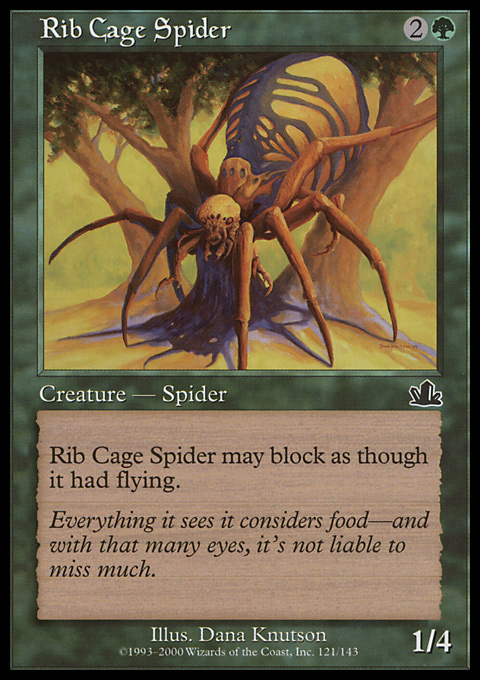 Rib Cage Spider 2
Creature — Spider
Rib Cage Spider may block as though
it had flying.
Everything it sees it considers food—and
with that many eyes, it's not liable to
miss much.
Illus. Dana Knutson
©1993–2000 Wizards of the Coast, Inc. 121/143
1/4